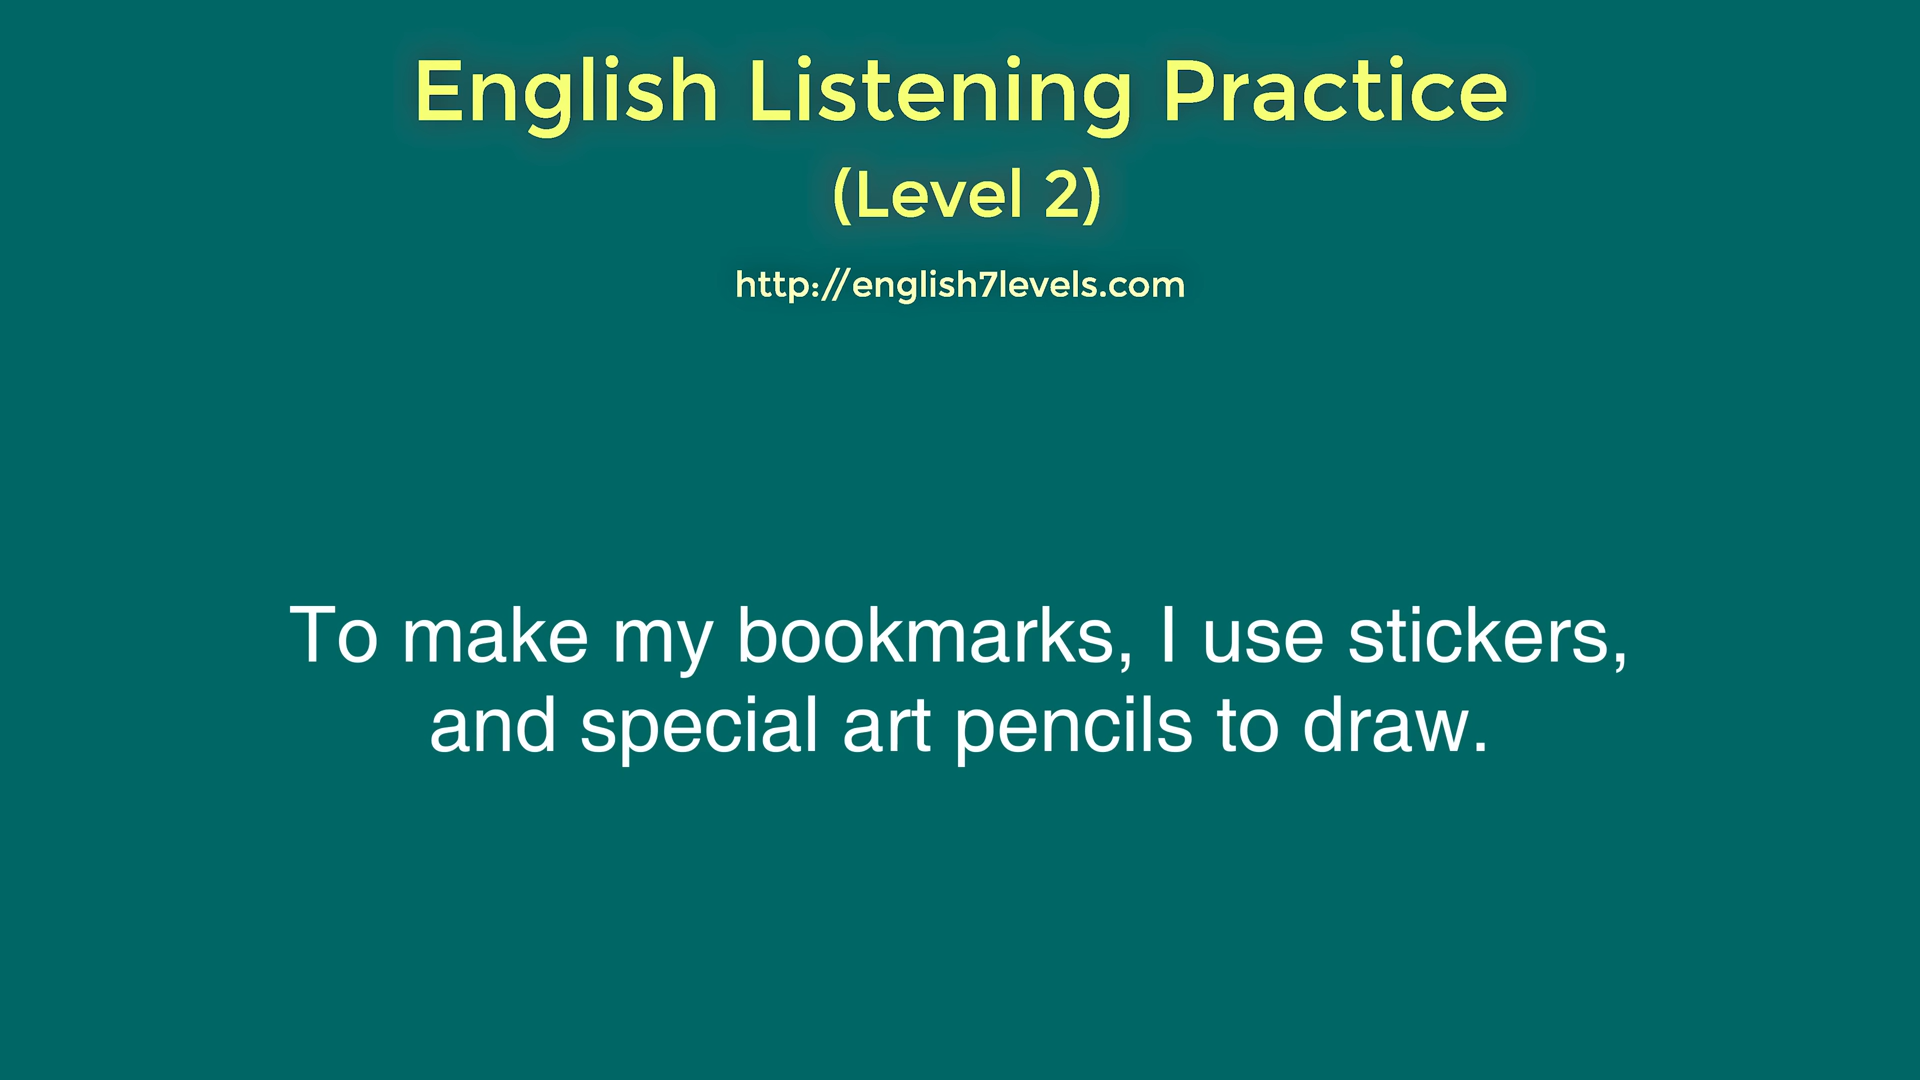 English Listening Practice
(Level 2)
http://english7levels.com
To make my bookmarks, I use stickers,
and special art pencils to draw.